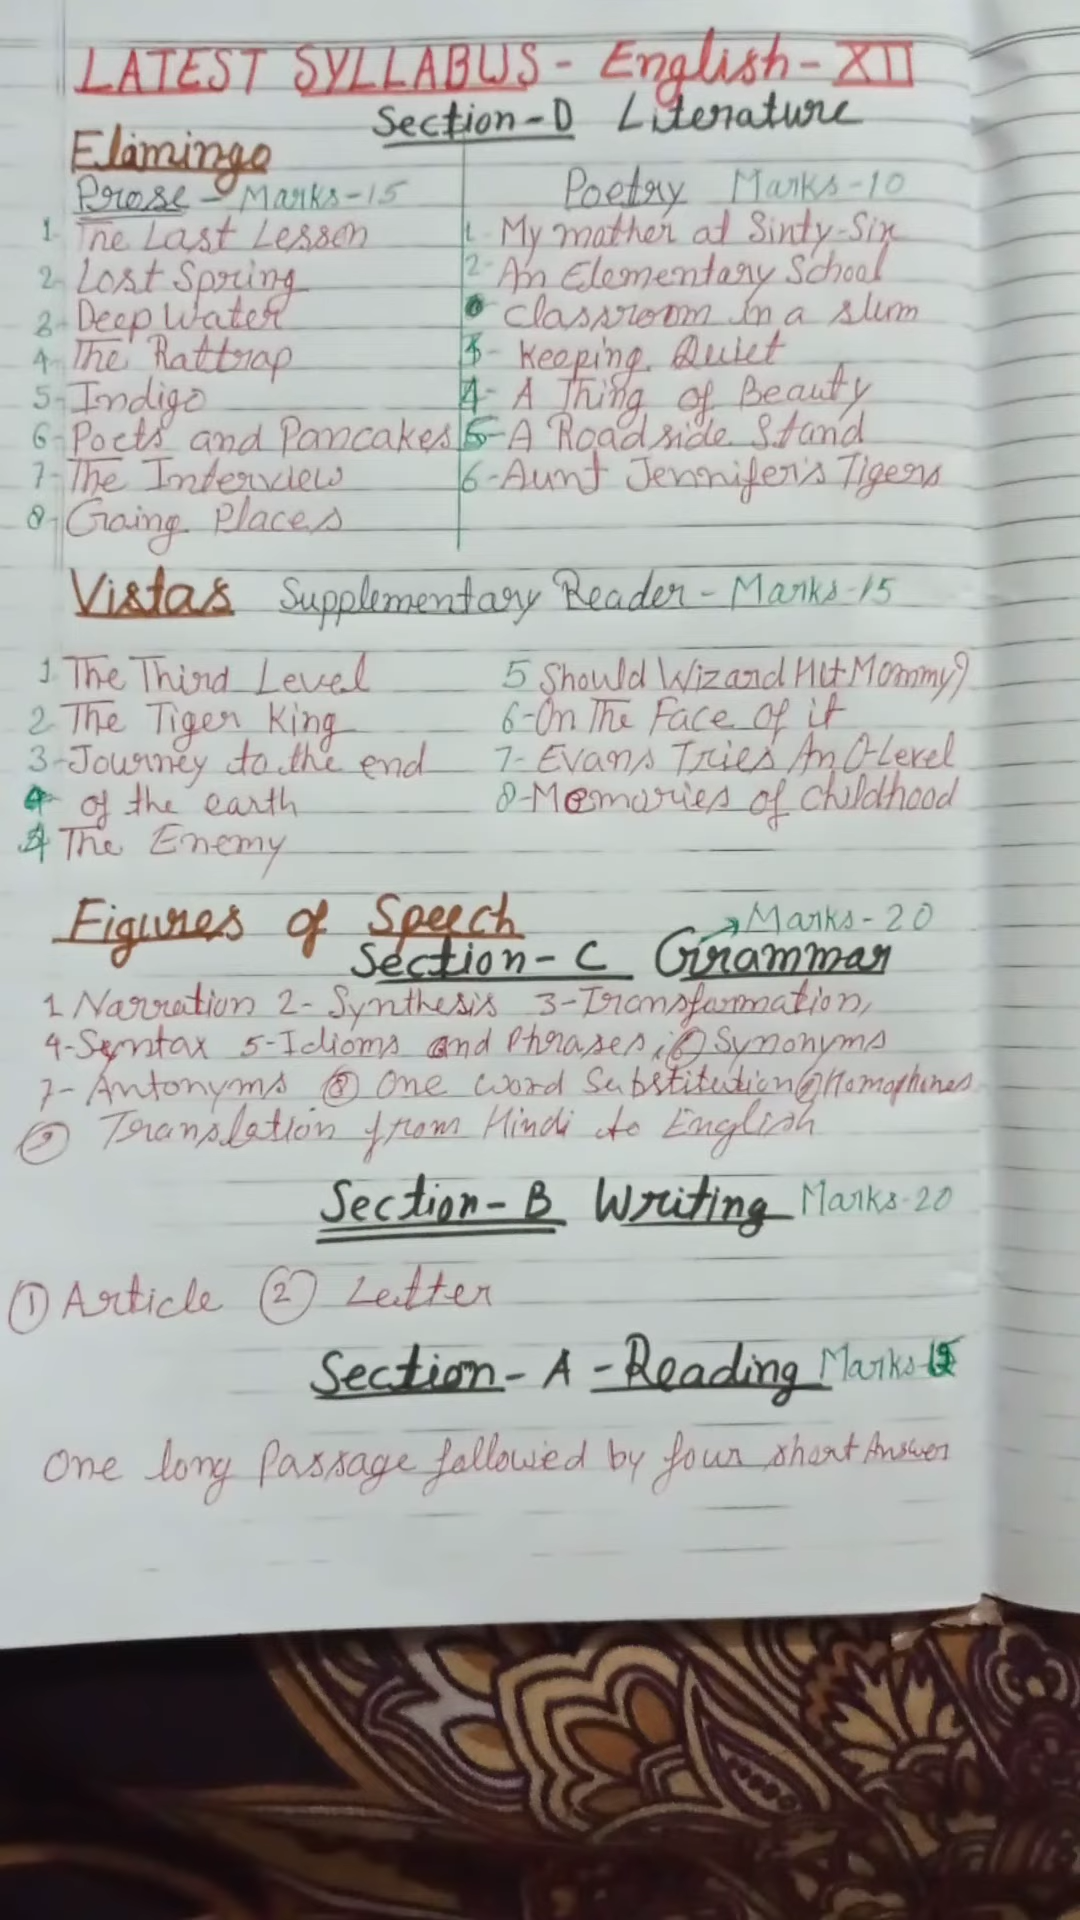 LATEST SYLLABUS - English - XII
Section-D Literature
Flamingo
Prose - Marks-15
1- The Last Lesson
2- Lost Spring
3- Deep Water
4- The Rattrap
5- Indigo
6- Poets and Pancakes
7- The Interview
8- Going Places
Poetry Marks-10
1- My mother at Sinty-Six
2- An Elementary School
classroom in a slum
3- Keeping Quiet
4- A Thing of Beauty
5- A Roadside Stand
6- Aunt Jennifer's Tigers
Vistas Supplementary Reader - Marks-15
1 The Third Level
2 The Tiger King
3- Journey to the end
of the earth
4 The Enemy
5 Should Wizard Hit Mommy?
6- On The Face of it
7- Evans Tries An O-Level
8- Memories of childhood
Figures of Speech
Marks-20
Section-C Grammar
1 Narration 2- Synthesis 3- Transformation,
4- Syntax 5- Idioms and Phrases, 6 Synonyms
7- Antonyms 8 One word Substitution 9 Homophones
9 Translation from Hindi to English
Section-B Writing Marks-20
1 Article 2 Letter
Section-A - Reading Marks-
One long Passage followed by four short Answer